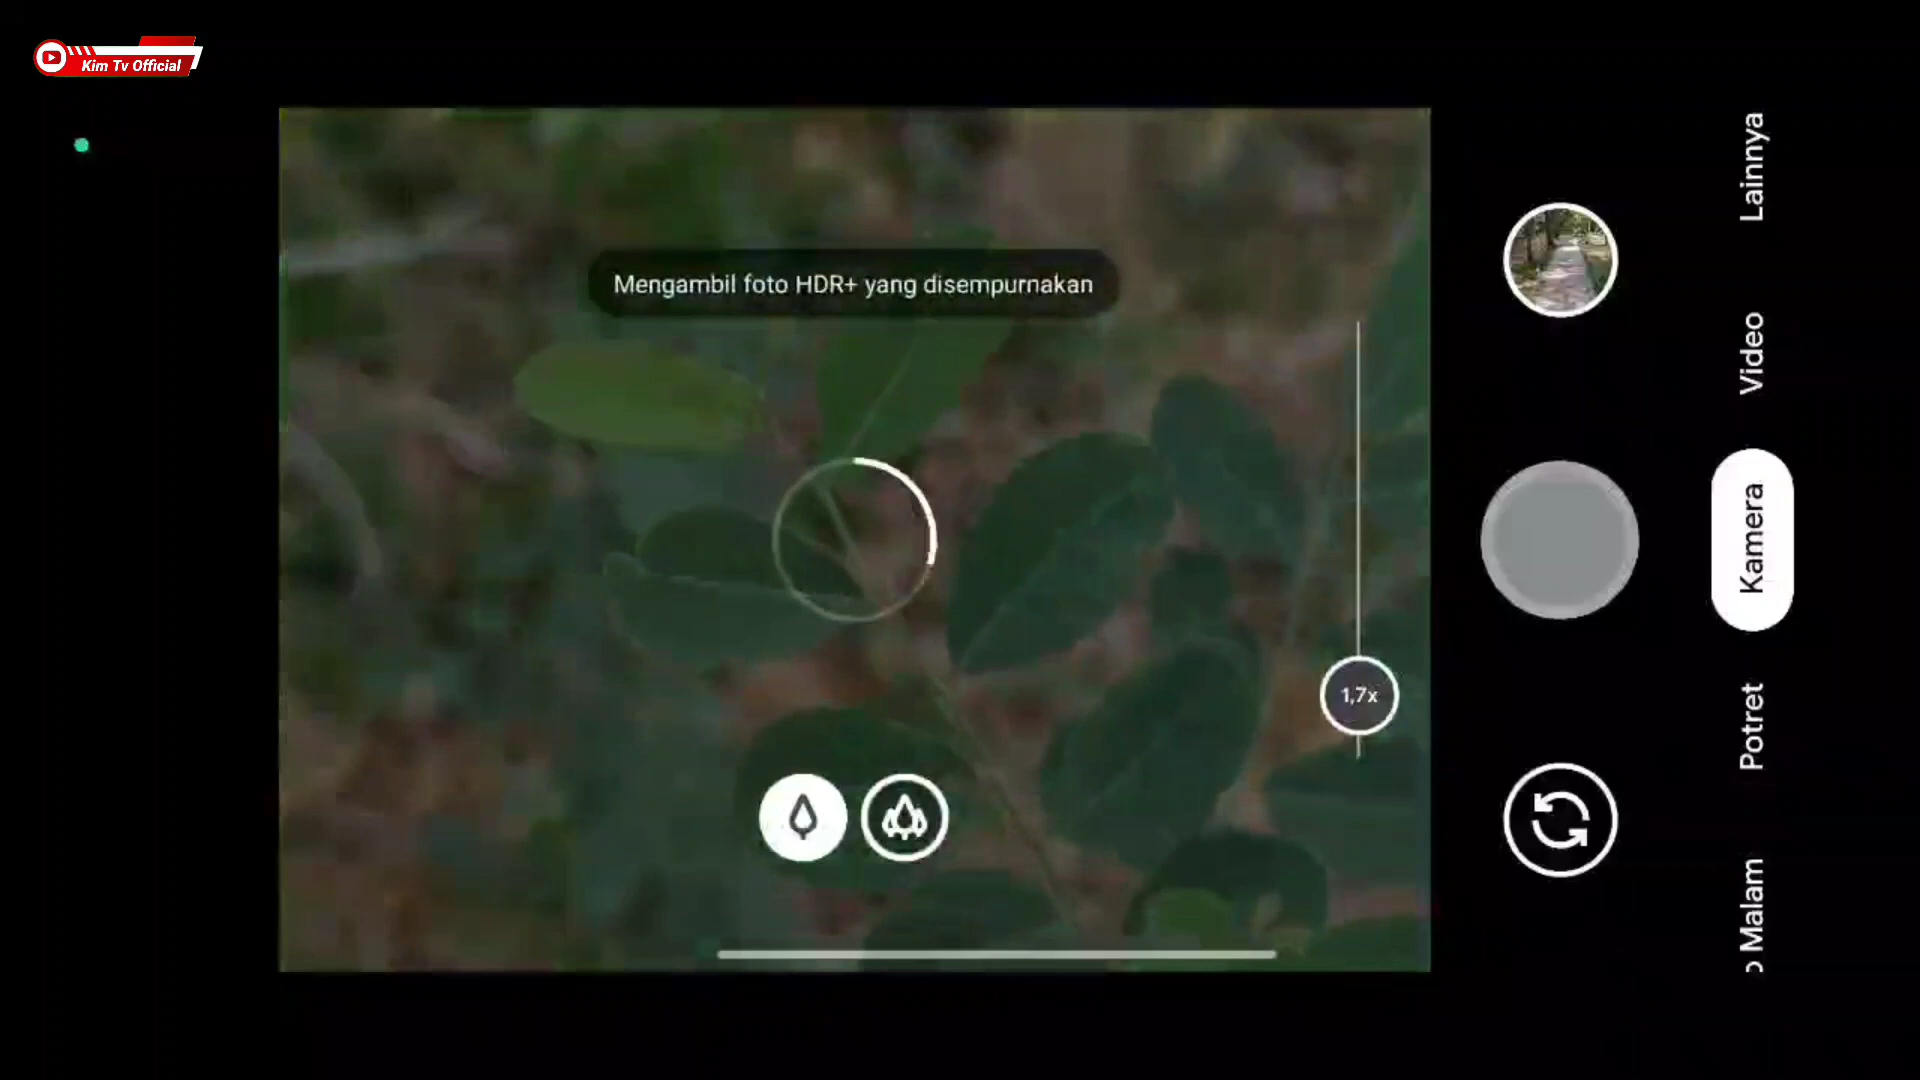 Kim Tv Official
Mengambil foto HDR+ yang disempurnakan
1,7x
Lainnya
Video
Kamera
Potret
Malam